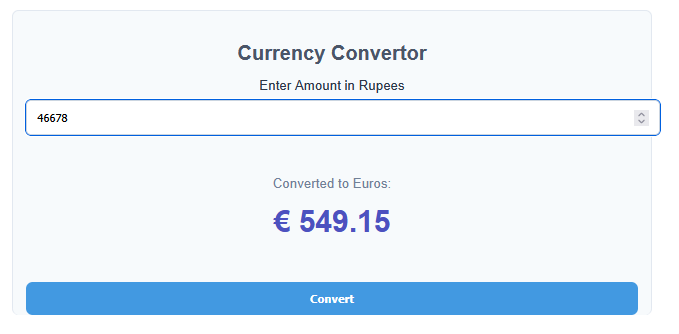 Currency Convertor
Enter Amount in Rupees
46678
Converted to Euros:
€ 549.15
Convert